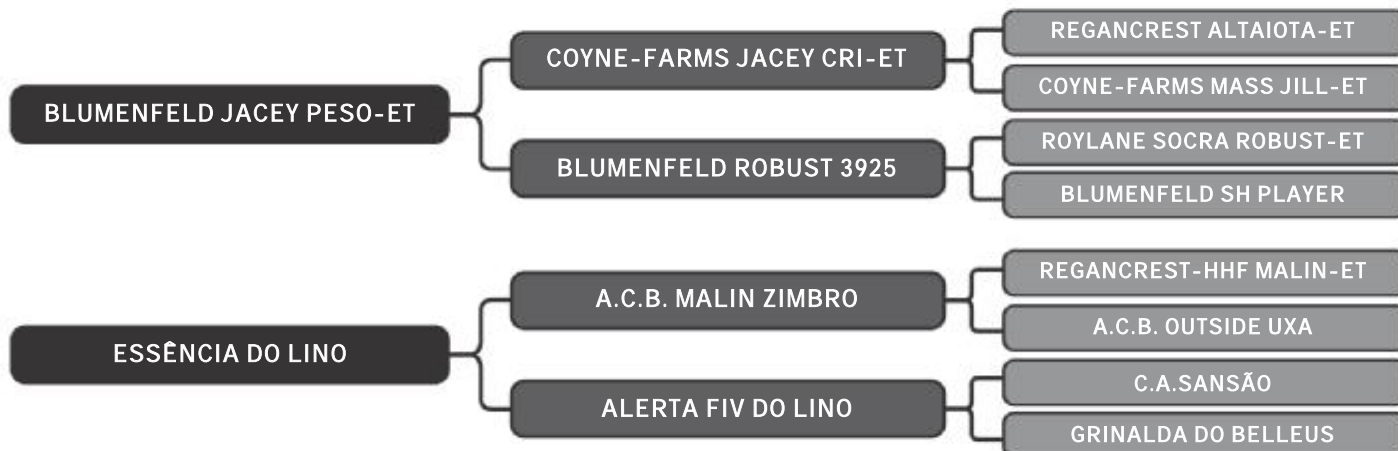 BLUMENFELD JACEY PESO-ET
COYNE-FARMS JACEY CRI-ET
REGANCREST ALTAIOTA-ET
COYNE-FARMS MASS JILL-ET
BLUMENFELD ROBUST 3925
ROYLANE SOCRA ROBUST-ET
BLUMENFELD SH PLAYER
ESSÊNCIA DO LINO
A.C.B. MALIN ZIMBRO
REGANCREST-HHF MALIN-ET
A.C.B. OUTSIDE UXA
ALERTA FIV DO LINO
C.A.SANSÃO
GRINALDA DO BELLEUS